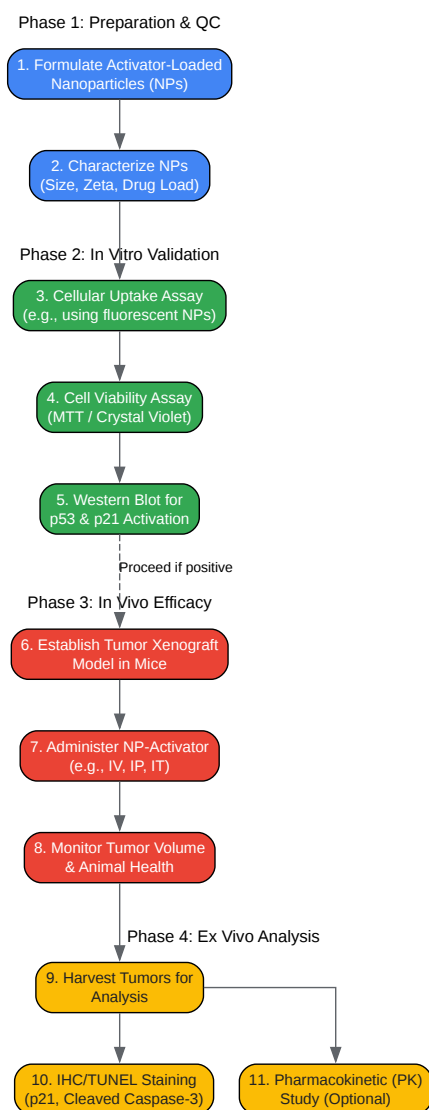 Phase 1: Preparation & QC
1. Formulate Activator-Loaded
Nanoparticles (NPs)
2. Characterize NPs
(Size, Zeta, Drug Load)
Phase 2: In Vitro Validation
3. Cellular Uptake Assay
(e.g., using fluorescent NPs)
4. Cell Viability Assay
(MTT / Crystal Violet)
5. Western Blot for
p53 & p21 Activation
Proceed if positive
Phase 3: In Vivo Efficacy
6. Establish Tumor Xenograft
Model in Mice
7. Administer NP-Activator
(e.g., IV, IP, IT)
8. Monitor Tumor Volume
& Animal Health
Phase 4: Ex Vivo Analysis
9. Harvest Tumors for
Analysis
10. IHC/TUNEL Staining
(p21, Cleaved Caspase-3)
11. Pharmacokinetic (PK)
Study (Optional)